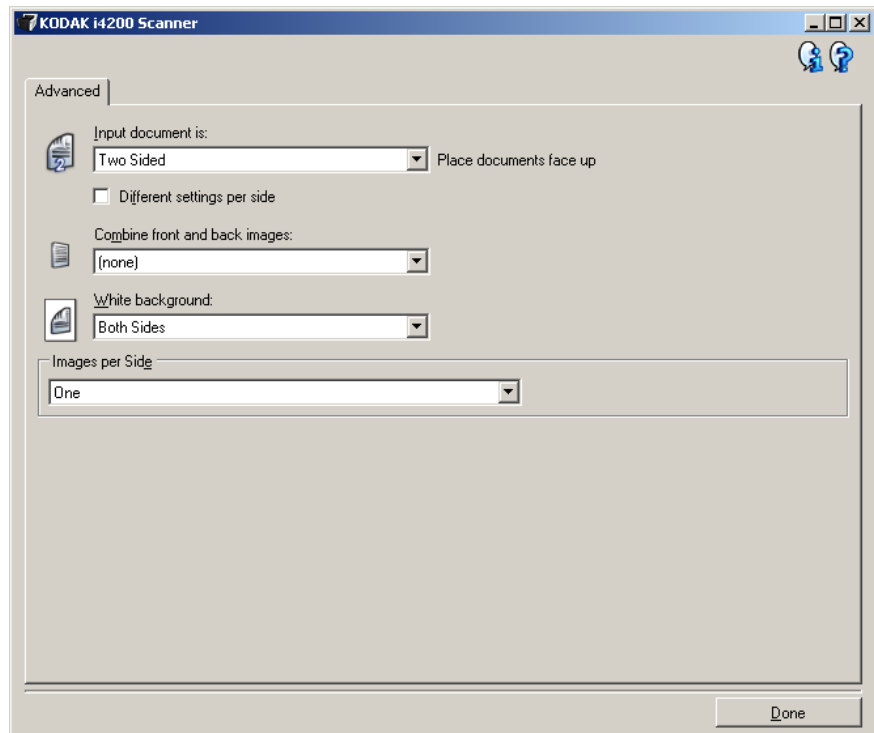 KODAK i4200 Scanner
Advanced
Input document is:
Two Sided Place documents face up
Different settings per side
Combine front and back images:
(none)
White background:
Both Sides
Images per Side
One
Done